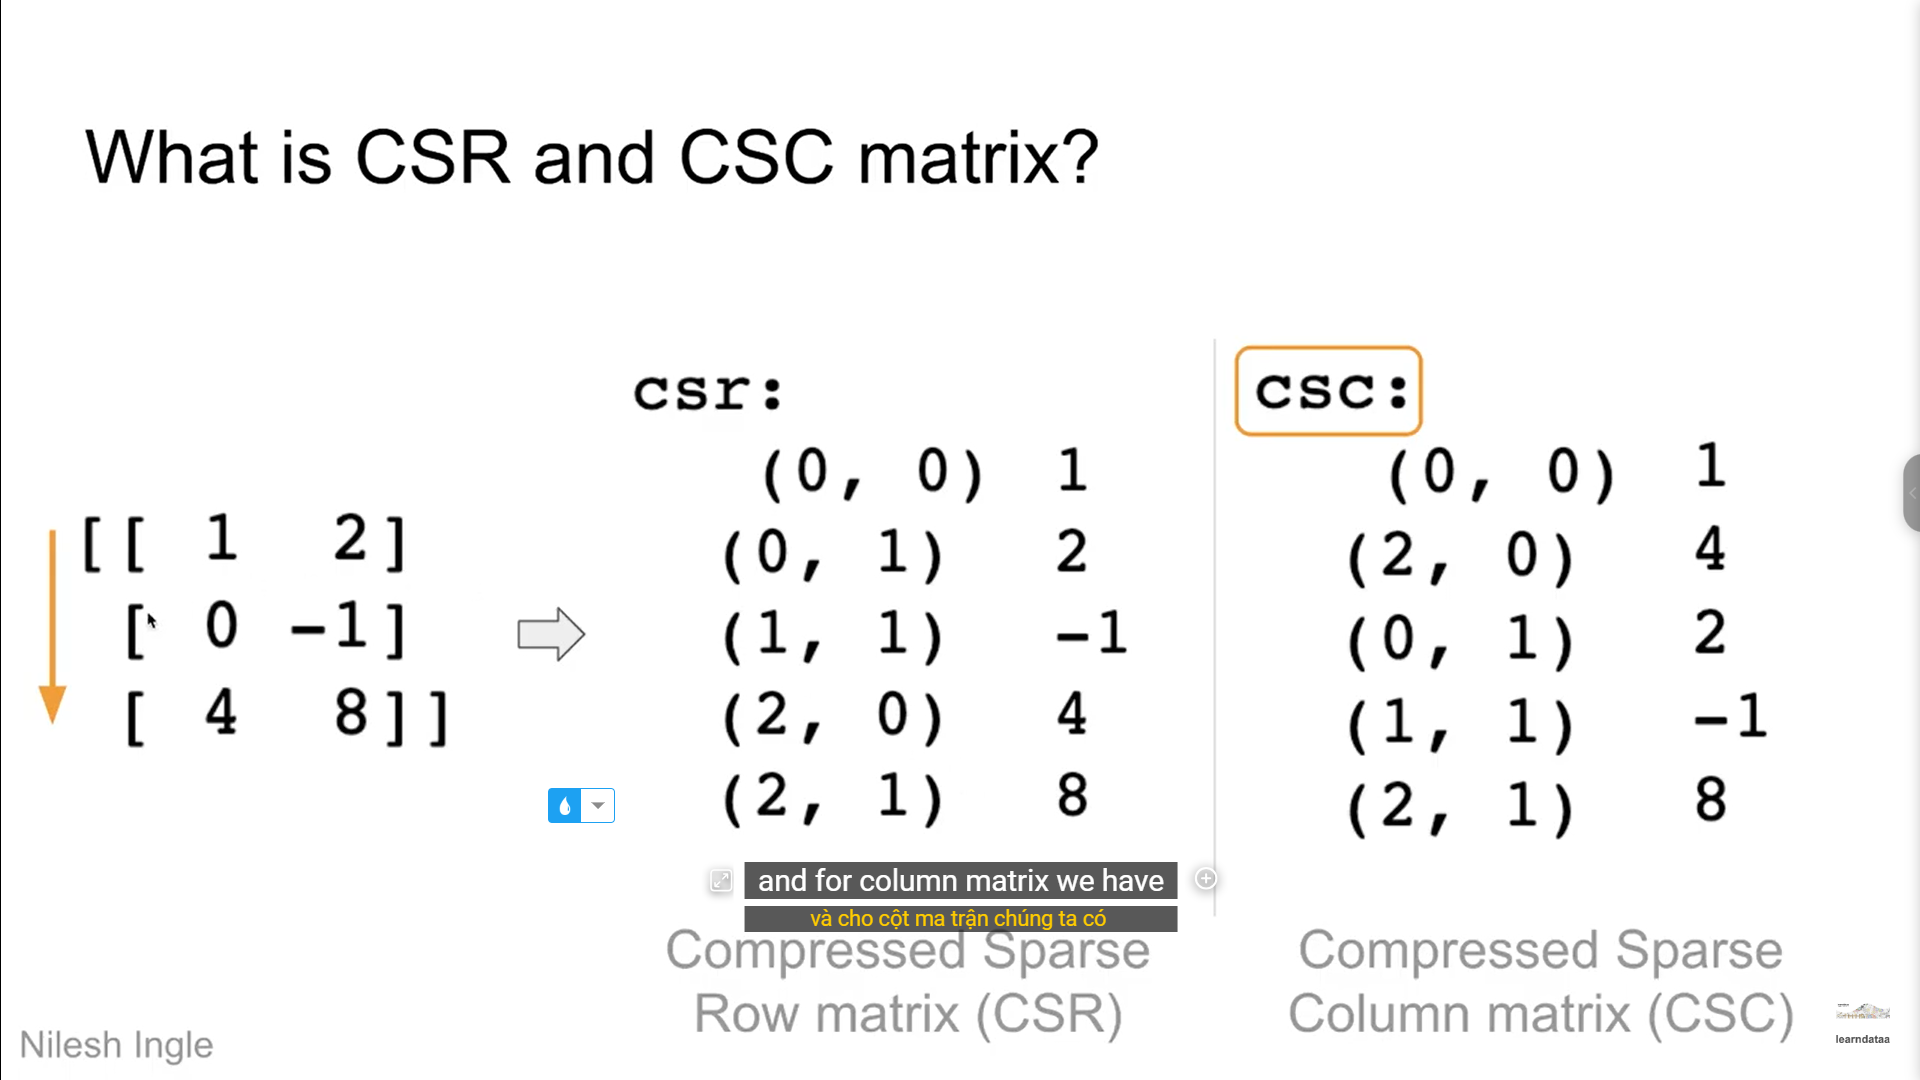 What is CSR and CSC matrix?
[[ 1 2]
[ 0 -1]
[ 4 8]]
csr:
(0, 0) 1
(0, 1) 2
(1, 1) -1
(2, 0) 4
(2, 1) 8
csc:
(0, 0) 1
(2, 0) 4
(0, 1) 2
(1, 1) -1
(2, 1) 8
and for column matrix we have
và cho cột ma trận chúng ta có
Compressed Sparse
Row matrix (CSR)
Compressed Sparse
Column matrix (CSC)
Nilesh Ingle
learndataa